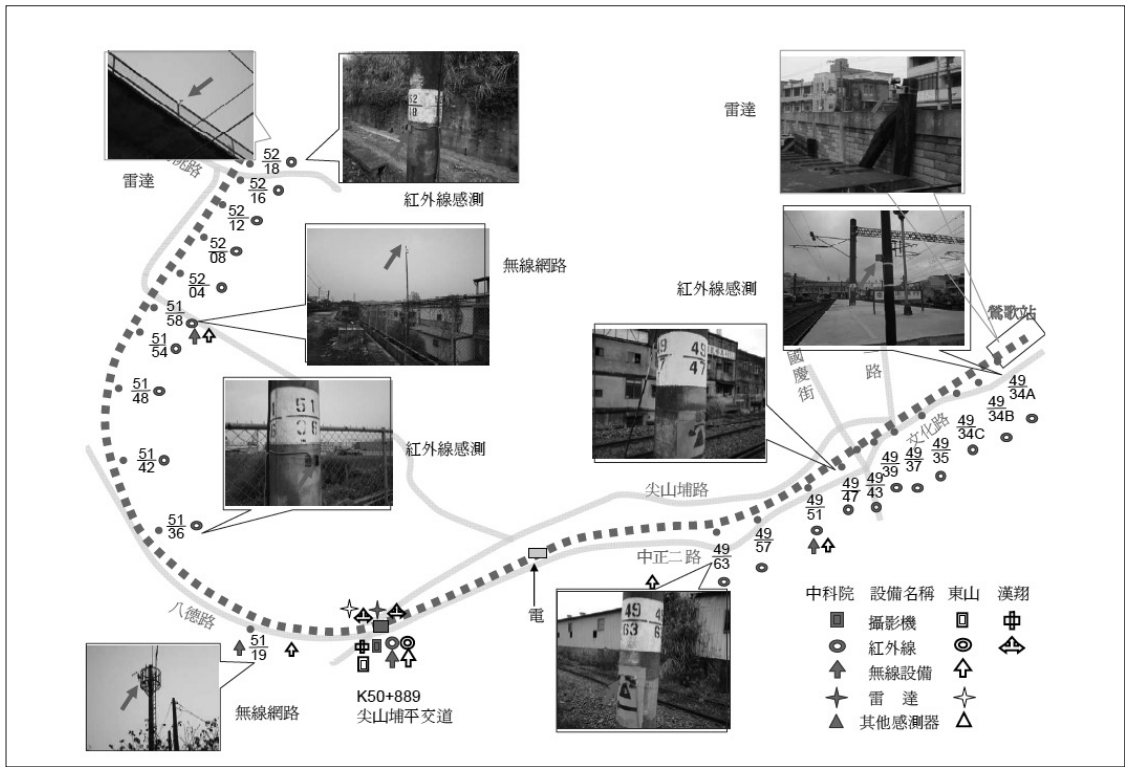 雷達
52
18
52
16
52
12
52
08
52
04
51
58
51
54
51
48
51
42
51
36
51
19
紅外線感測
無線網路
紅外線感測
八德路
無線網路
K50+889
尖山埔平交道
電
中正二路
尖山埔路
雷達
紅外線感測
鶯歌站
國慶街
路
文化路
49
34A
49
34B
49
34C
49
35
49
37
49
39
49
43
49
47
49
51
49
57
49
63
49
47
51
49
63
中科院 設備名稱 東山 漢翔
攝影機
紅外線
無線設備
雷 達
其他感測器